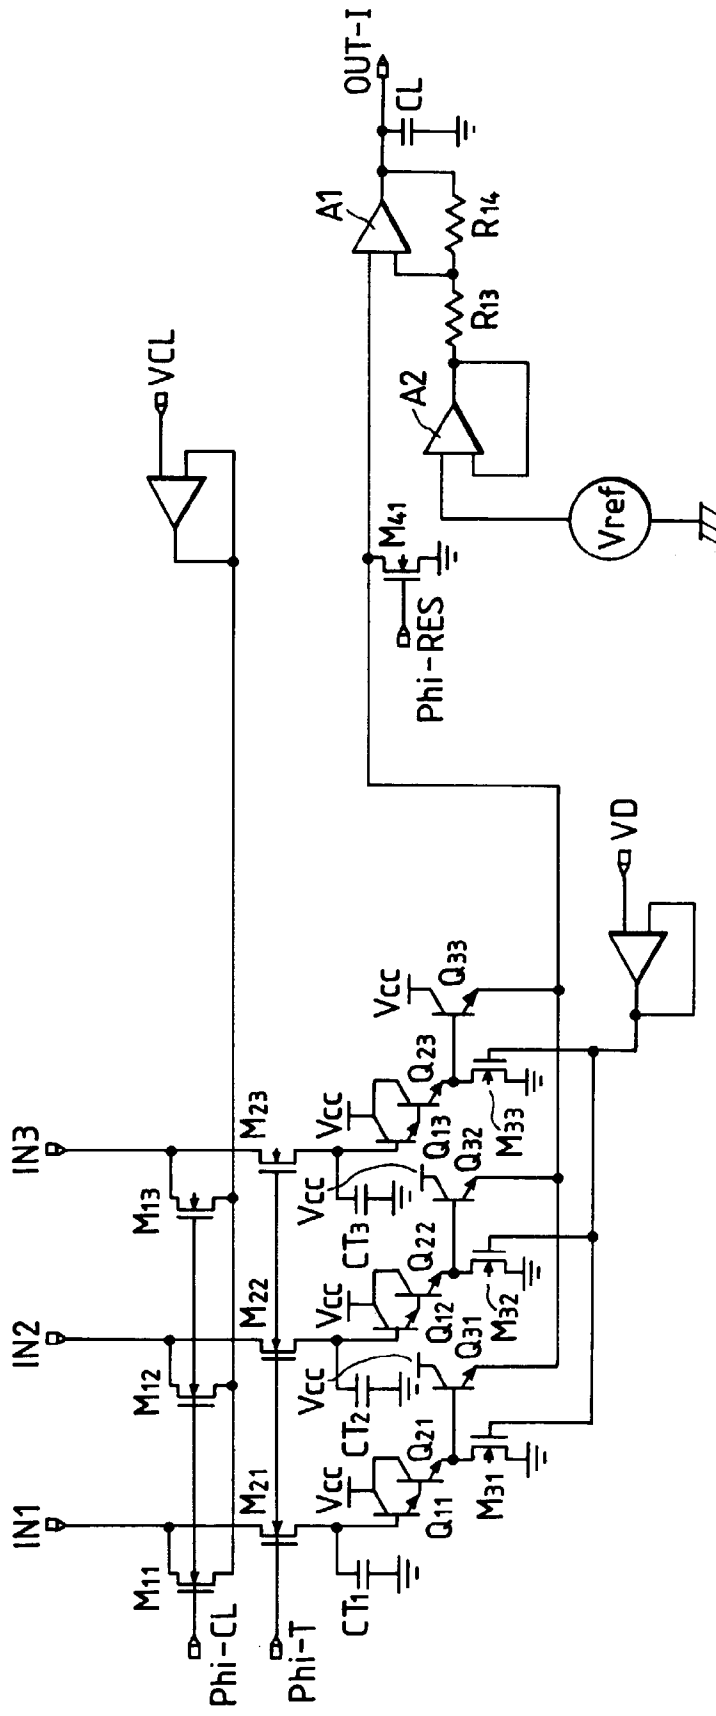 IN1
IN2
IN3
M11
M12
M13
VCL
Phi-CL
M21
M22
M23
Phi-T
CT1
Vcc
CT2
Vcc
Vcc
CT3
Vcc
Vcc
Vcc
Q11
Q21
Q31
Q12
Q22
Q32
Q13
Q23
Q33
M31
M32
M33
VD
Phi-RES
M41
A1
OUT-I
CL
A2
R13
R14
Vref